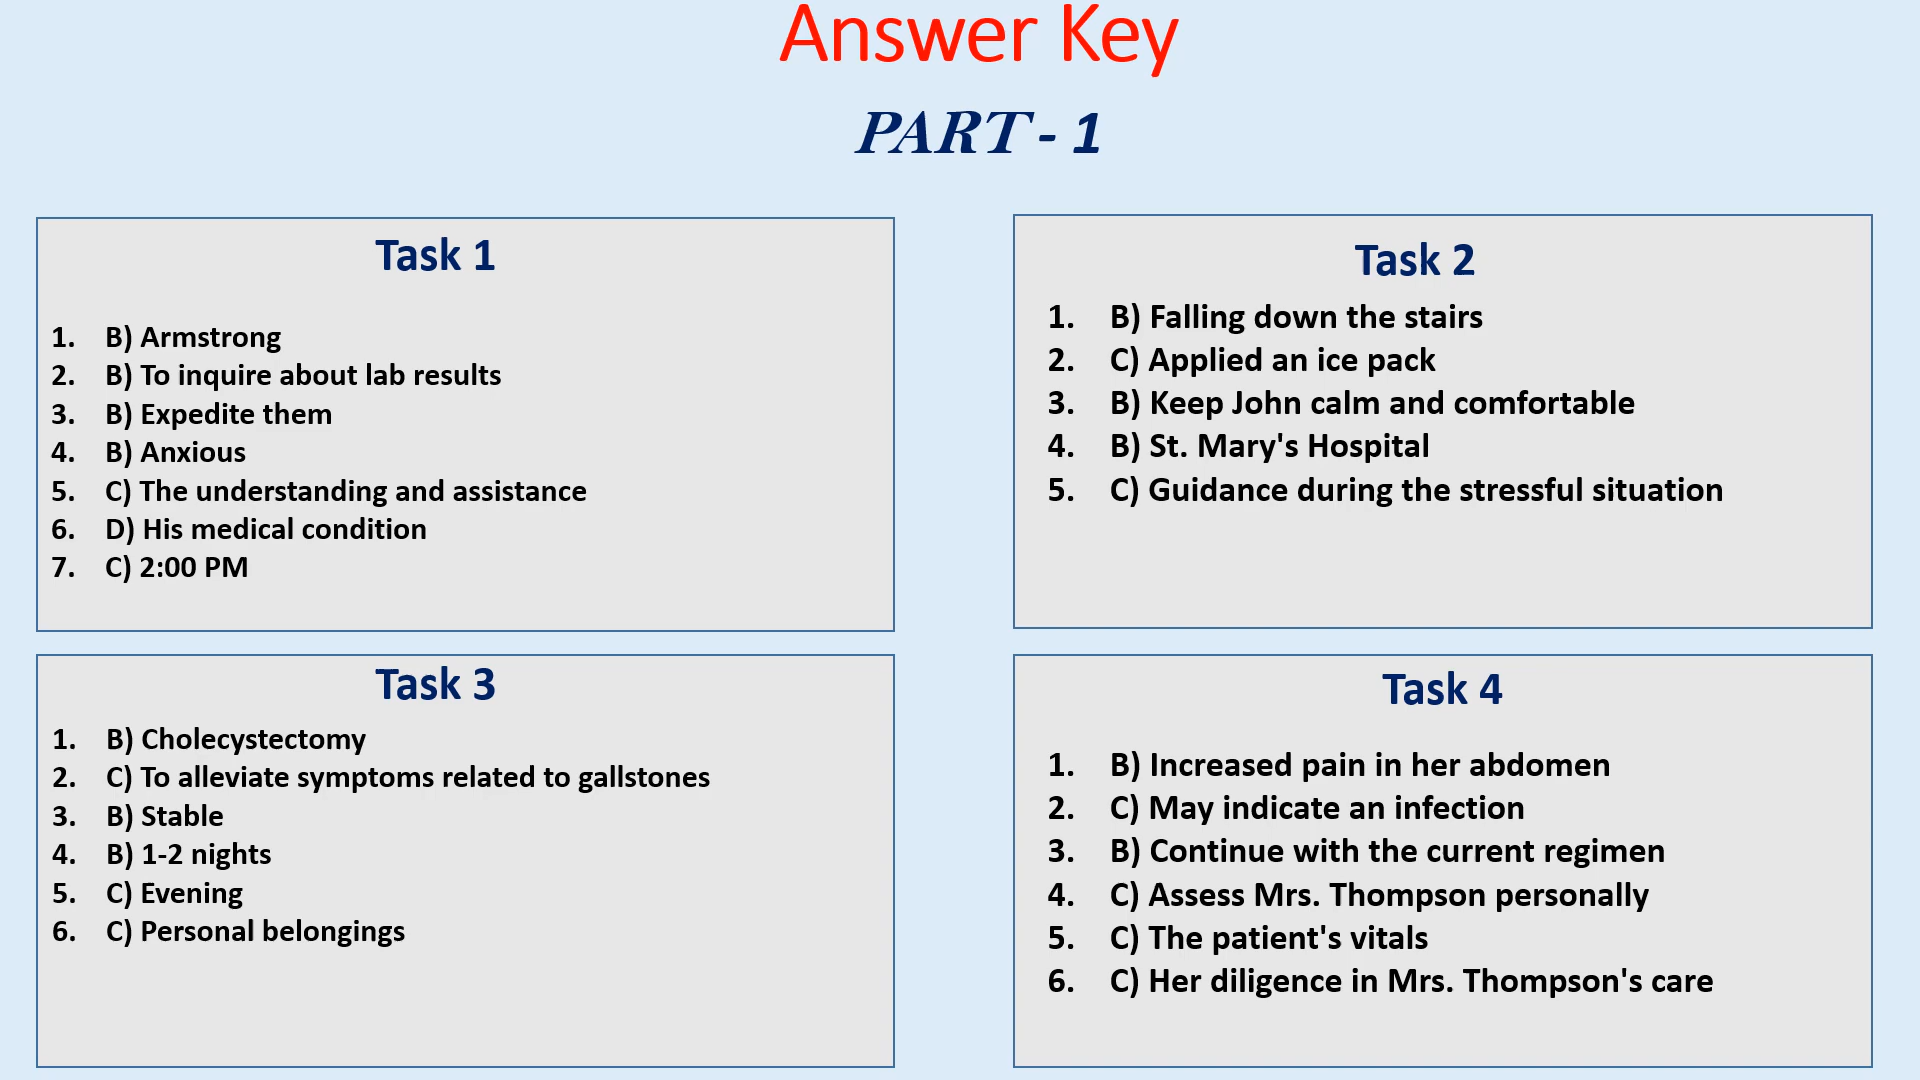 Answer Key
PART - 1
Task 1
1. B) Armstrong
2. B) To inquire about lab results
3. B) Expedite them
4. B) Anxious
5. C) The understanding and assistance
6. D) His medical condition
7. C) 2:00 PM
Task 2
1. B) Falling down the stairs
2. C) Applied an ice pack
3. B) Keep John calm and comfortable
4. B) St. Mary's Hospital
5. C) Guidance during the stressful situation
Task 3
1. B) Cholecystectomy
2. C) To alleviate symptoms related to gallstones
3. B) Stable
4. B) 1-2 nights
5. C) Evening
6. C) Personal belongings
Task 4
1. B) Increased pain in her abdomen
2. C) May indicate an infection
3. B) Continue with the current regimen
4. C) Assess Mrs. Thompson personally
5. C) The patient's vitals
6. C) Her diligence in Mrs. Thompson's care